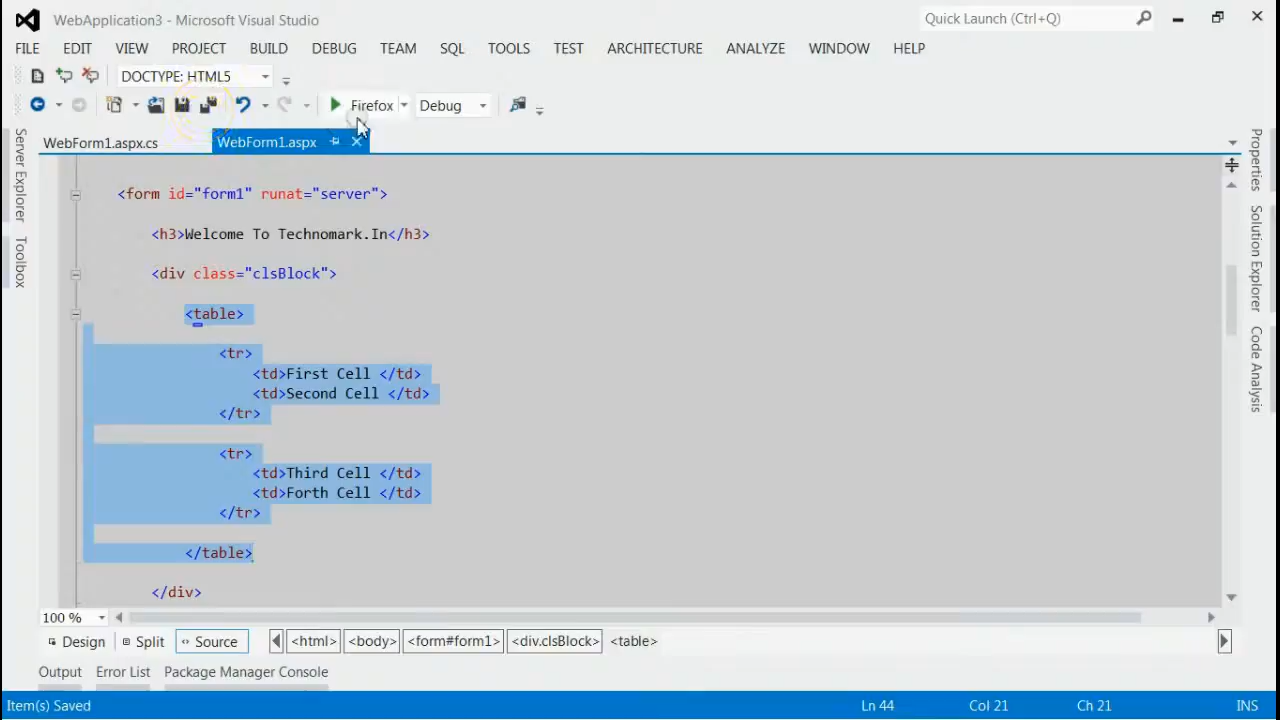 WebApplication3 - Microsoft Visual Studio
Quick Launch (Ctrl+Q)
FILE EDIT VIEW PROJECT BUILD DEBUG TEAM SQL TOOLS TEST ARCHITECTURE ANALYZE WINDOW HELP
DOCTYPE: HTML5
Firefox Debug
WebForm1.aspx.cs WebForm1.aspx
Server Explorer
Toolbox
<form id="form1" runat="server">
<h3>Welcome To Technomark.In</h3>
<div class="clsBlock">
<table>
<tr>
<td>First Cell </td>
<td>Second Cell </td>
</tr>
<tr>
<td>Third Cell </td>
<td>Forth Cell </td>
</tr>
</table>
</div>
Properties
Solution Explorer
Code Analysis
100 %
Design Split Source <html> <body> <form#form1> <div.clsBlock> <table>
Output Error List Package Manager Console
Item(s) Saved Ln 44 Col 21 Ch 21 INS